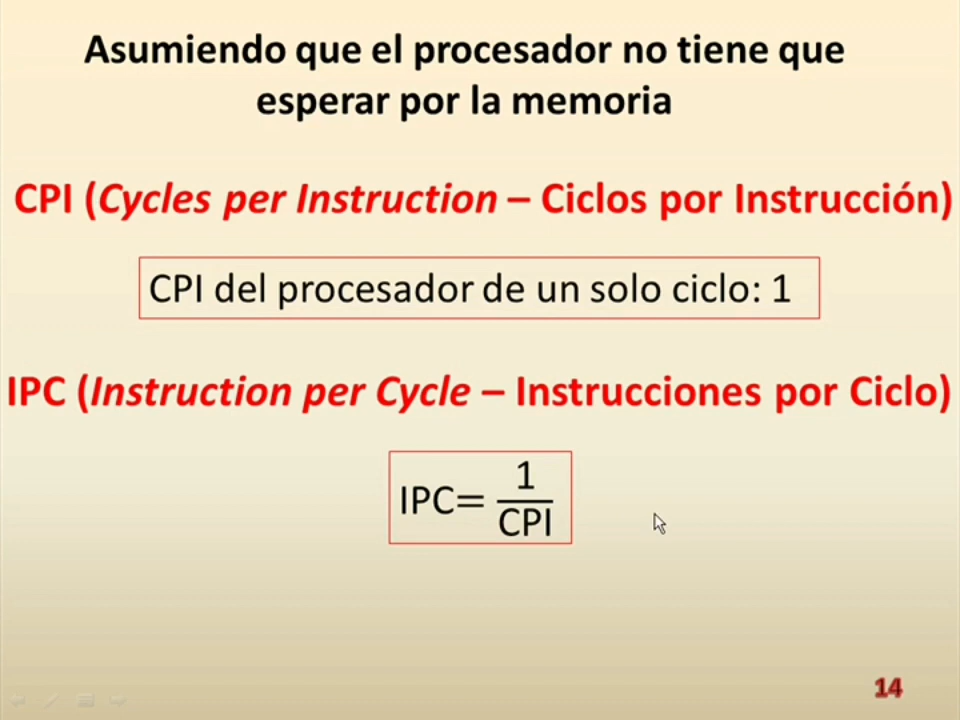 Asumiendo que el procesador no tiene que
esperar por la memoria
CPI (Cycles per Instruction – Ciclos por Instrucción)
CPI del procesador de un solo ciclo: 1
IPC (Instruction per Cycle – Instrucciones por Ciclo)
IPC= 1
CPI
14